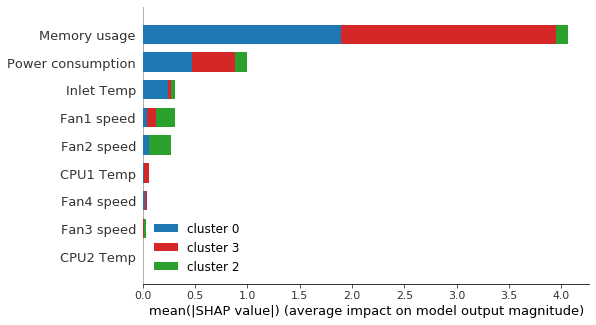 Memory usage
Power consumption
Inlet Temp
Fan1 speed
Fan2 speed
CPU1 Temp
Fan4 speed
Fan3 speed
CPU2 Temp
cluster 0
cluster 3
cluster 2
0.0 0.5 1.0 1.5 2.0 2.5 3.0 3.5 4.0
mean(|SHAP value|) (average impact on model output magnitude)